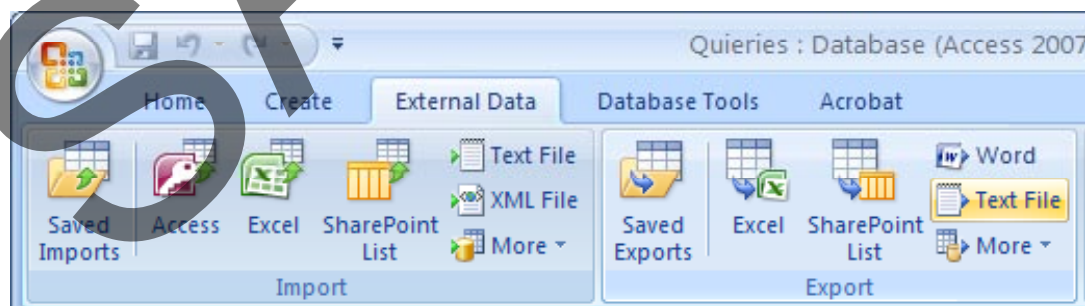 Quieries : Database (Access 2007
Home Create External Data Database Tools Acrobat
Saved Imports
Access
Excel
SharePoint List
Text File
XML File
More
Import
Saved Exports
Excel
SharePoint List
Word
Text File
More
Export